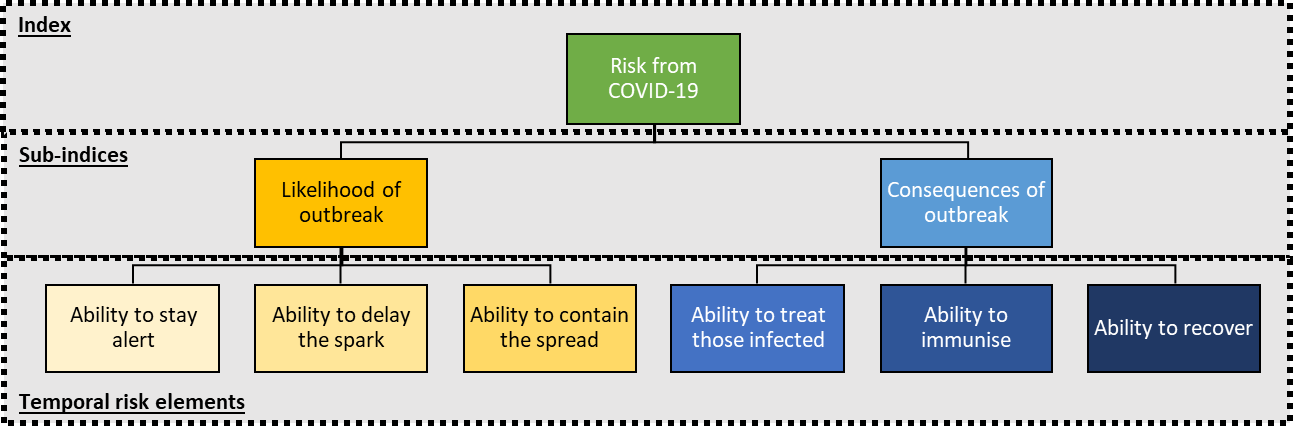 Index
Risk from
COVID-19
Sub-indices
Likelihood of
outbreak
Consequences of
outbreak
Ability to stay
alert
Ability to delay
the spark
Ability to contain
the spread
Ability to treat
those infected
Ability to
immunise
Ability to recover
Temporal risk elements